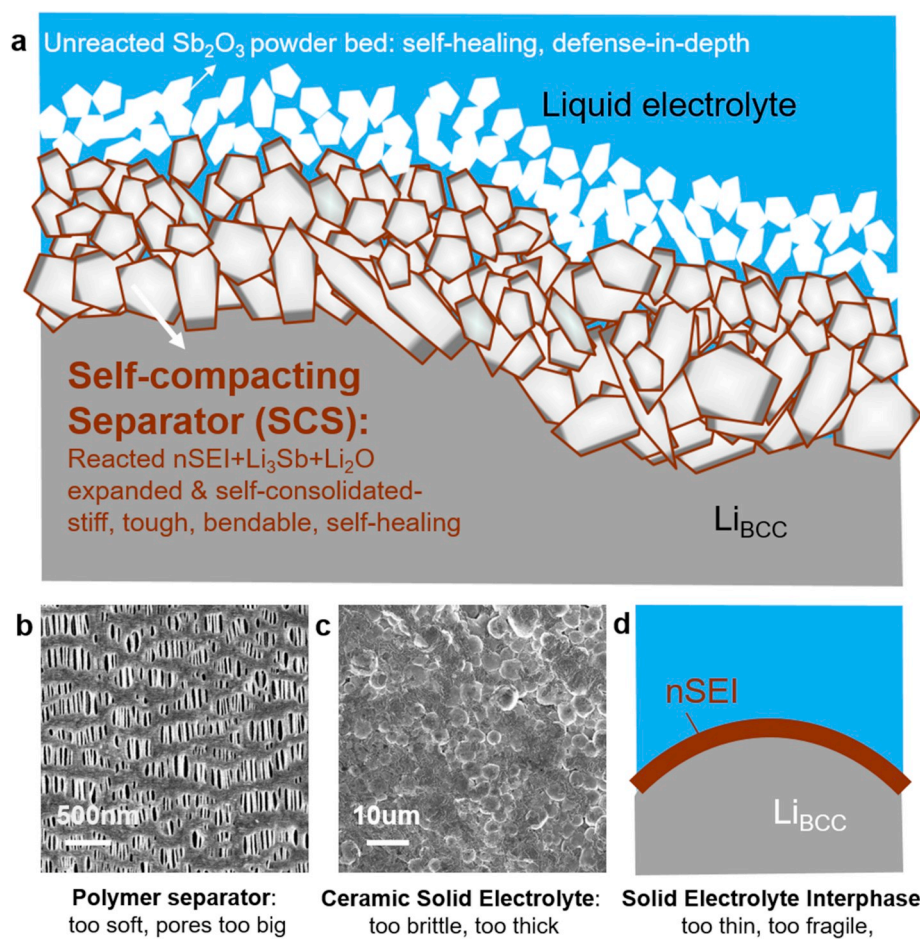 a
Unreacted Sb₂O₃ powder bed: self-healing, defense-in-depth
Liquid electrolyte
Self-compacting
Separator (SCS):
Reacted nSEI+Li₃Sb+Li₂O
expanded & self-consolidated-
stiff, tough, bendable, self-healing
Li_BCC
b
500nm
c
10um
d
nSEI
Li_BCC
Polymer separator:
too soft, pores too big
Ceramic Solid Electrolyte:
too brittle, too thick
Solid Electrolyte Interphase
too thin, too fragile,